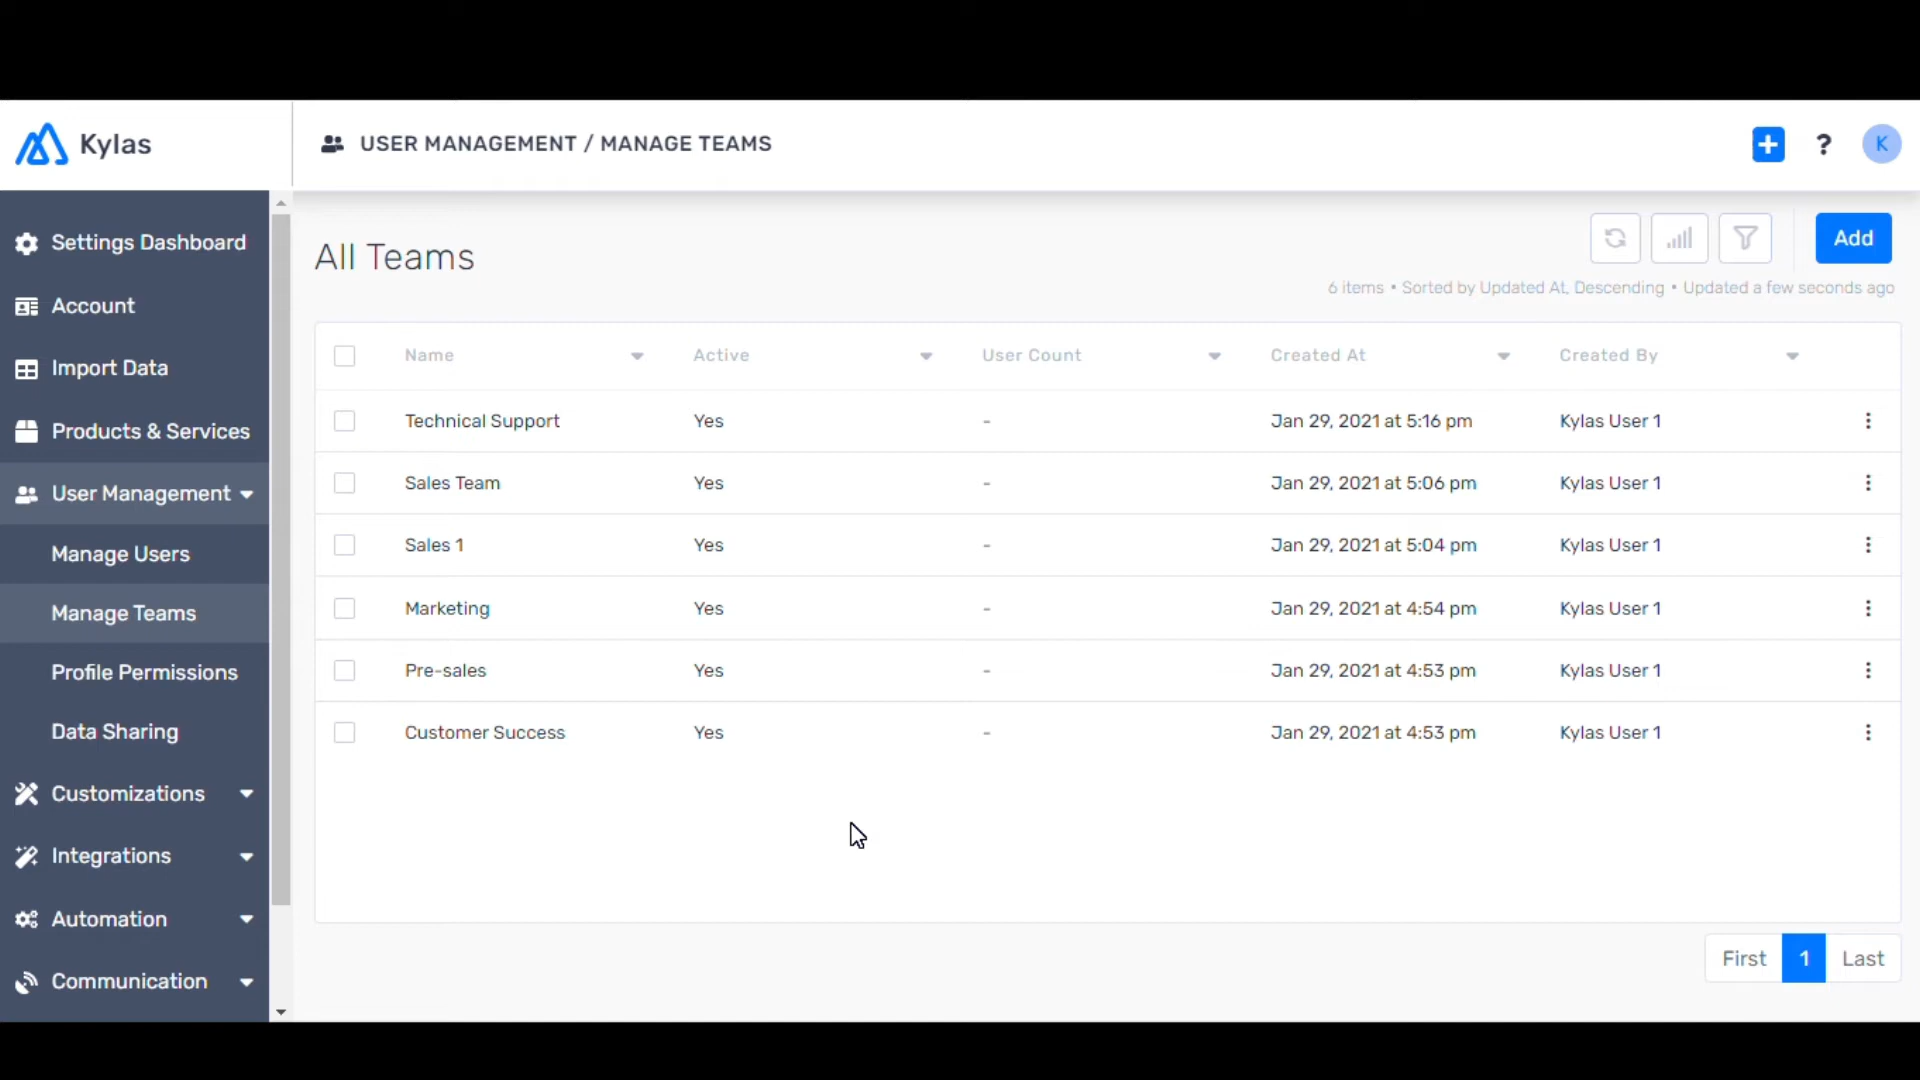 Kylas
USER MANAGEMENT / MANAGE TEAMS
?
K
Settings Dashboard
Account
Import Data
Products & Services
User Management
Manage Users
Manage Teams
Profile Permissions
Data Sharing
Customizations
Integrations
Automation
Communication
All Teams
Add
6 items • Sorted by Updated At, Descending • Updated a few seconds ago
Name Active User Count Created At Created By
Technical Support Yes - Jan 29, 2021 at 5:16 pm Kylas User 1
Sales Team Yes - Jan 29, 2021 at 5:06 pm Kylas User 1
Sales 1 Yes - Jan 29, 2021 at 5:04 pm Kylas User 1
Marketing Yes - Jan 29, 2021 at 4:54 pm Kylas User 1
Pre-sales Yes - Jan 29, 2021 at 4:53 pm Kylas User 1
Customer Success Yes - Jan 29, 2021 at 4:53 pm Kylas User 1
First 1 Last